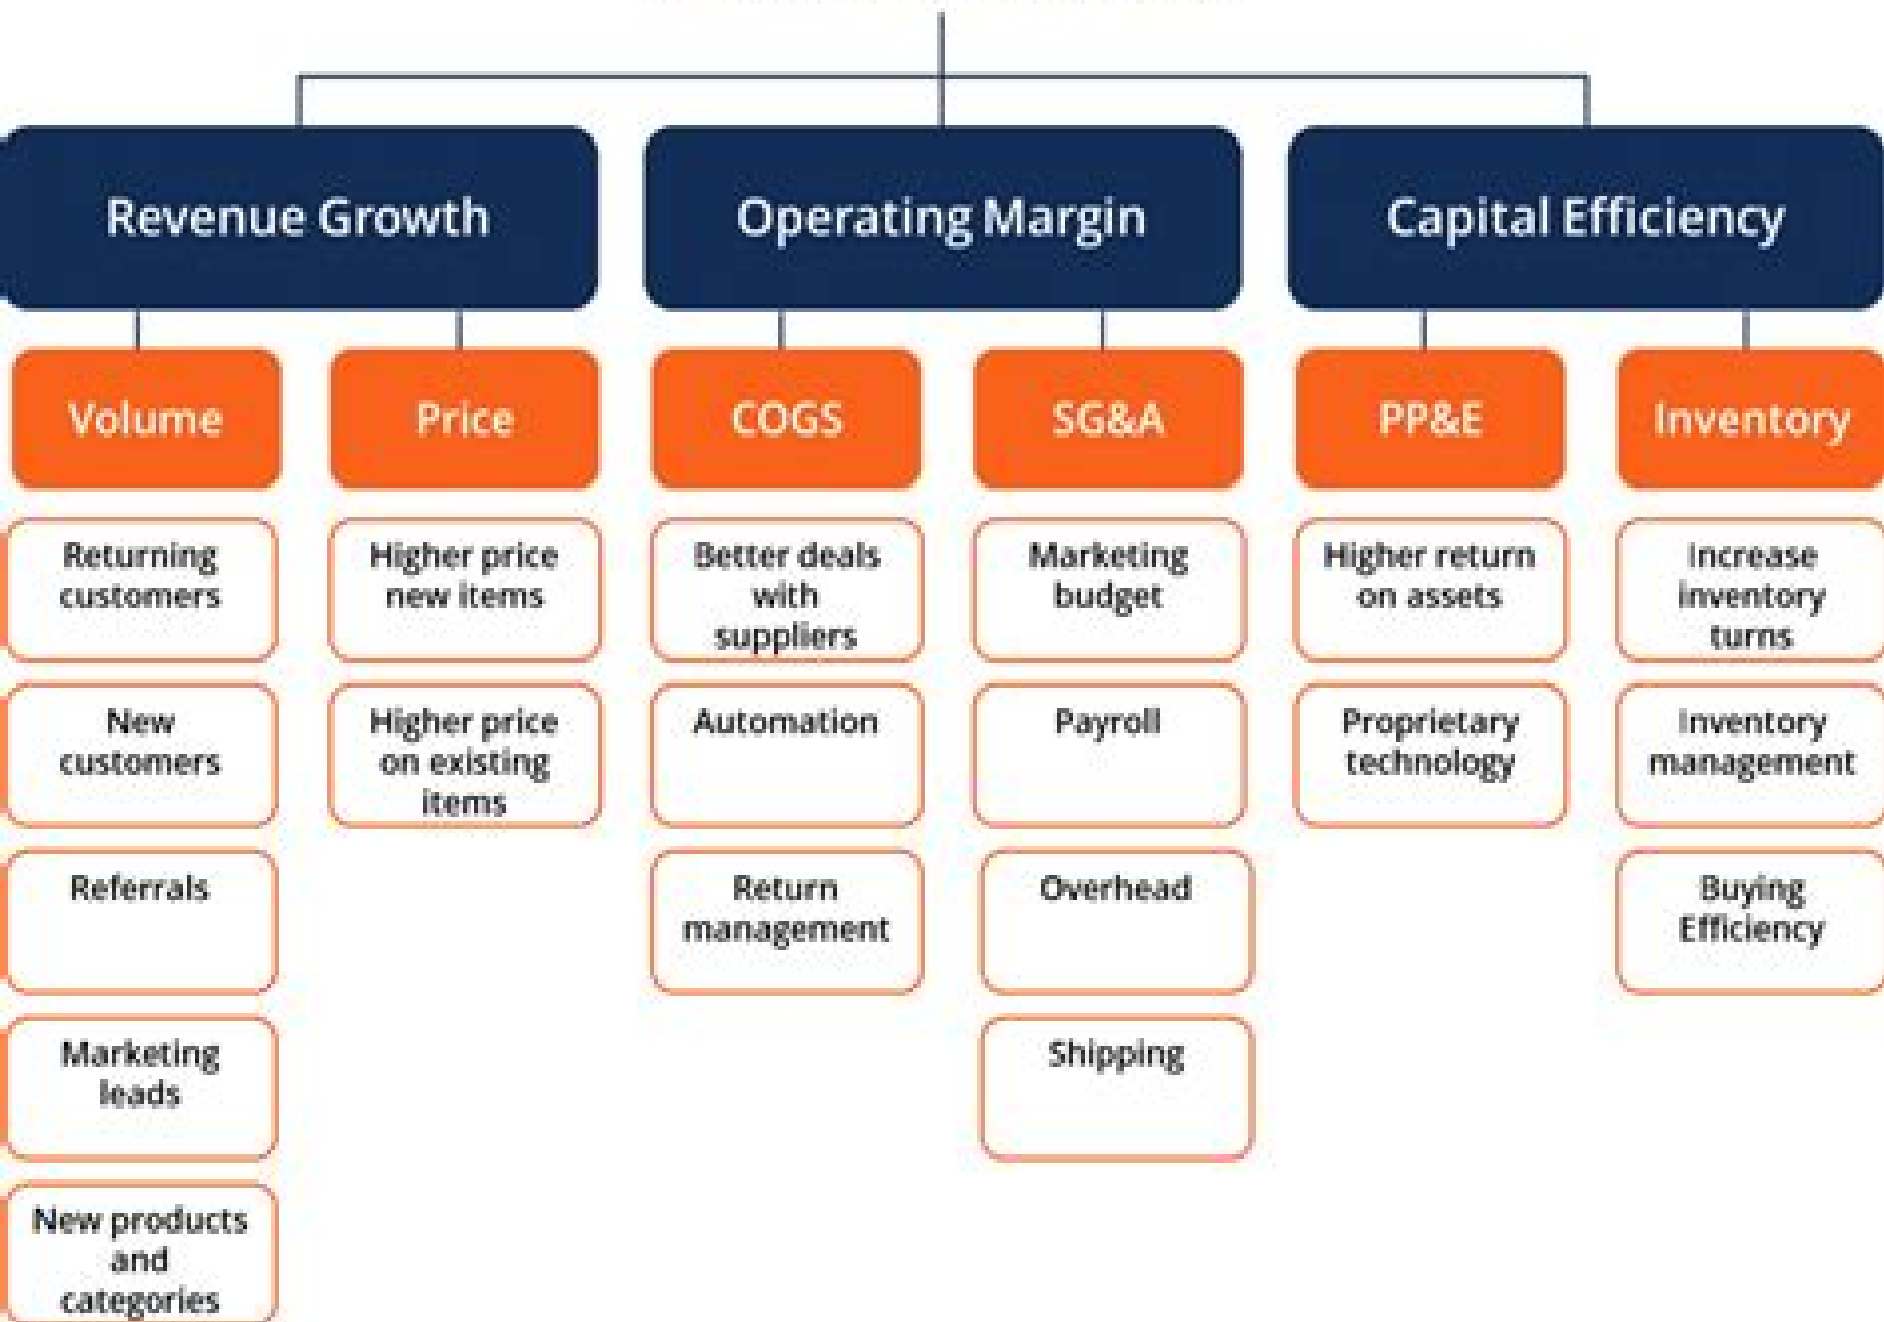 Revenue Growth
Operating Margin
Capital Efficiency
Volume
Price
COGS
SG&A
PP&E
Inventory
Returning
customers
Higher price
new items
Better deals
with
suppliers
Marketing
budget
Higher return
on assets
Increase
inventory
turns
New
customers
Higher price
on existing
items
Automation
Payroll
Proprietary
technology
Inventory
management
Referrals
Return
management
Overhead
Buying
Efficiency
Marketing
leads
Shipping
New products
and
categories